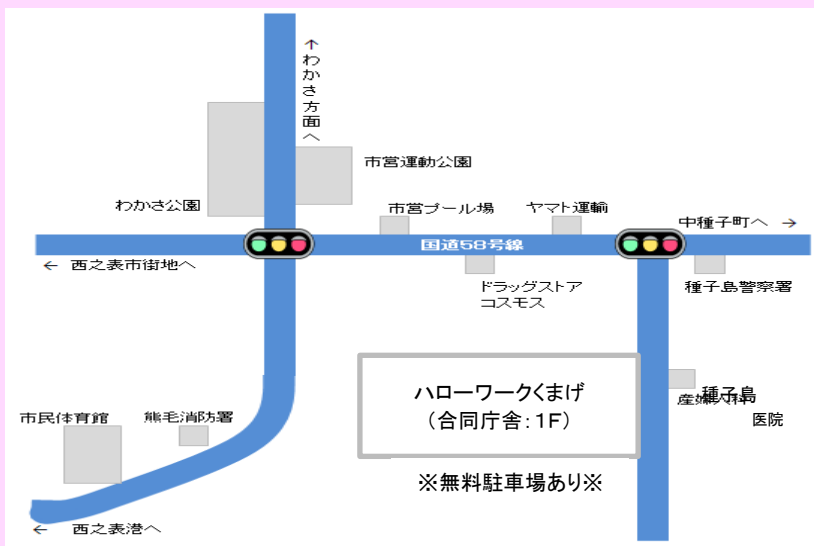 ↑わかさ方面へ
市営運動公園
わかさ公園
市営プール場
ヤマト運輸
中種子町へ →
国道58号線
← 西之表市街地へ
ドラッグストア
コスモス
種子島警察署
ハローワークくまげ
（合同庁舎：1F）
種子島
産婦人科
医院
市民体育館
熊毛消防署
※無料駐車場あり※
← 西之表港へ